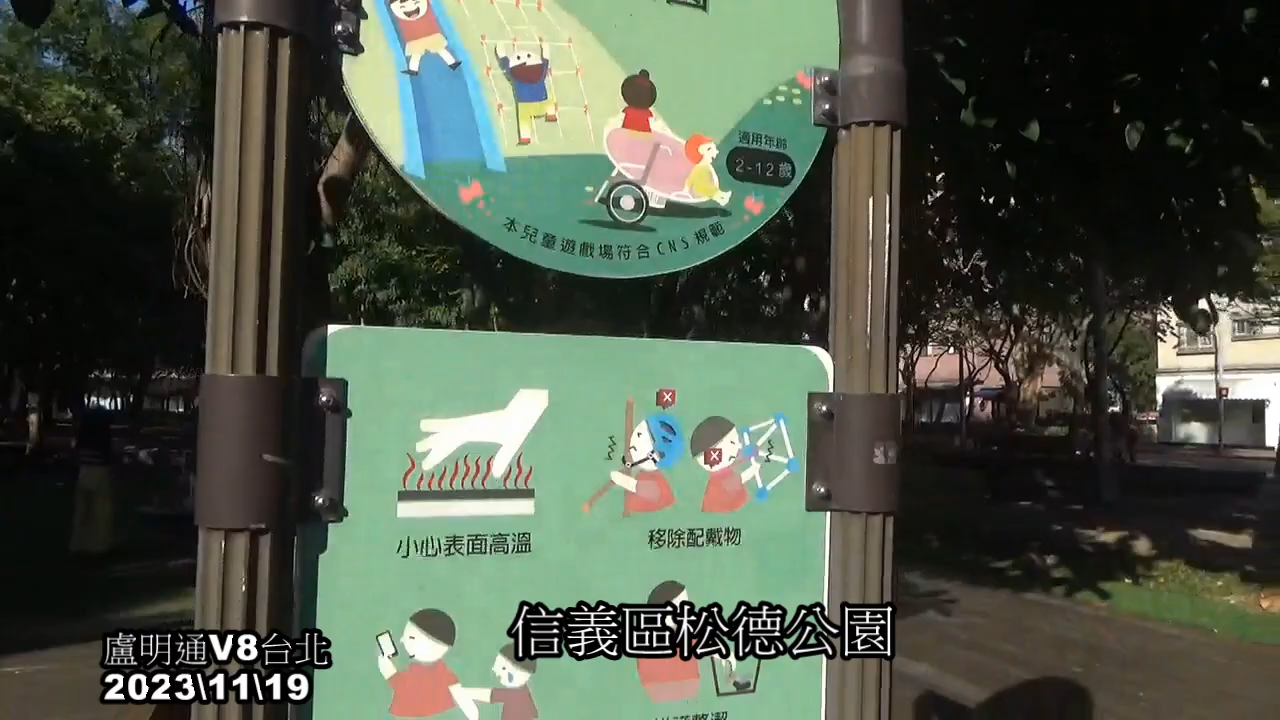 適用年齡
2-12歲
本兒童遊戲場符合CNS規範
小心表面高溫
移除配戴物
信義區松德公園
盧明通V8台北
2023\11\19